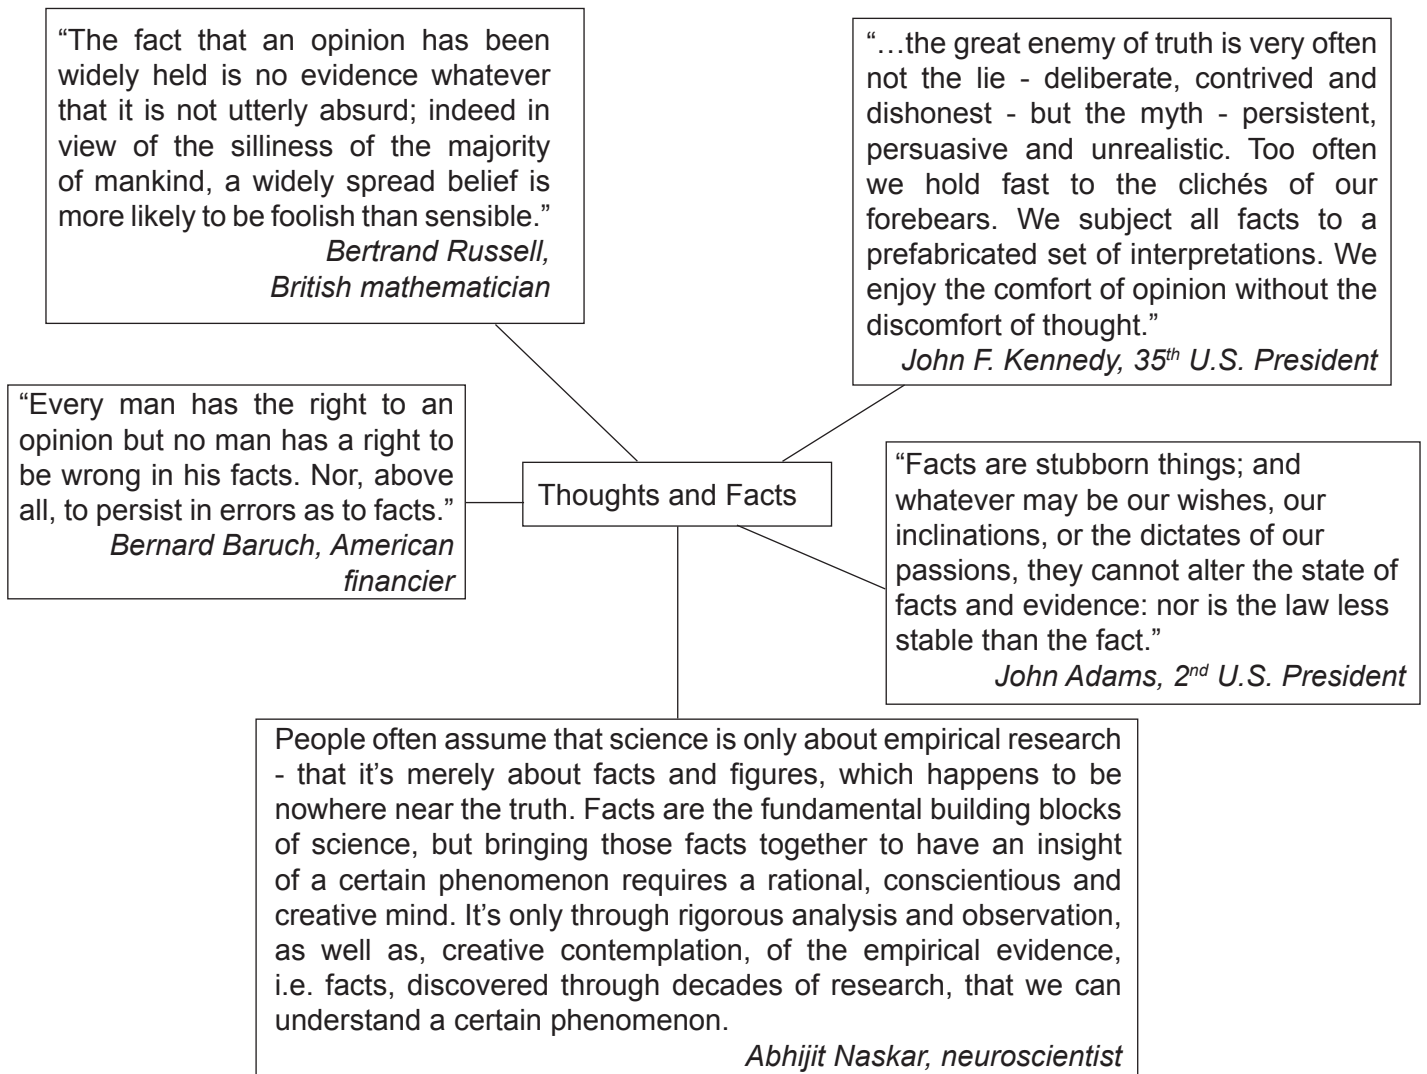 “The fact that an opinion has been
widely held is no evidence whatever
that it is not utterly absurd; indeed in
view of the silliness of the majority
of mankind, a widely spread belief is
more likely to be foolish than sensible.”
Bertrand Russell,
British mathematician
“…the great enemy of truth is very often
not the lie - deliberate, contrived and
dishonest - but the myth - persistent,
persuasive and unrealistic. Too often
we hold fast to the clichés of our
forebears. We subject all facts to a
prefabricated set of interpretations. We
enjoy the comfort of opinion without the
discomfort of thought.”
John F. Kennedy, 35th U.S. President
“Every man has the right to an
opinion but no man has a right to
be wrong in his facts. Nor, above
all, to persist in errors as to facts.”
Bernard Baruch, American
financier
Thoughts and Facts
“Facts are stubborn things; and
whatever may be our wishes, our
inclinations, or the dictates of our
passions, they cannot alter the state of
facts and evidence: nor is the law less
stable than the fact.”
John Adams, 2nd U.S. President
People often assume that science is only about empirical research
- that it’s merely about facts and figures, which happens to be
nowhere near the truth. Facts are the fundamental building blocks
of science, but bringing those facts together to have an insight
of a certain phenomenon requires a rational, conscientious and
creative mind. It’s only through rigorous analysis and observation,
as well as, creative contemplation, of the empirical evidence,
i.e. facts, discovered through decades of research, that we can
understand a certain phenomenon.
Abhijit Naskar, neuroscientist